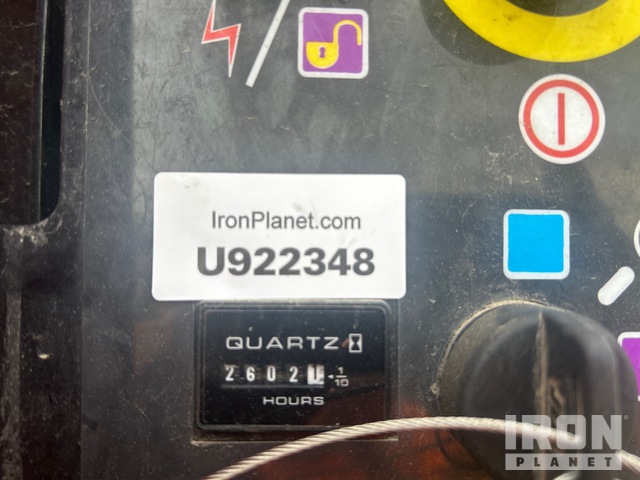 IronPlanet.com
U922348
QUARTZ
2602 1/10
HOURS
IRON
PLANET